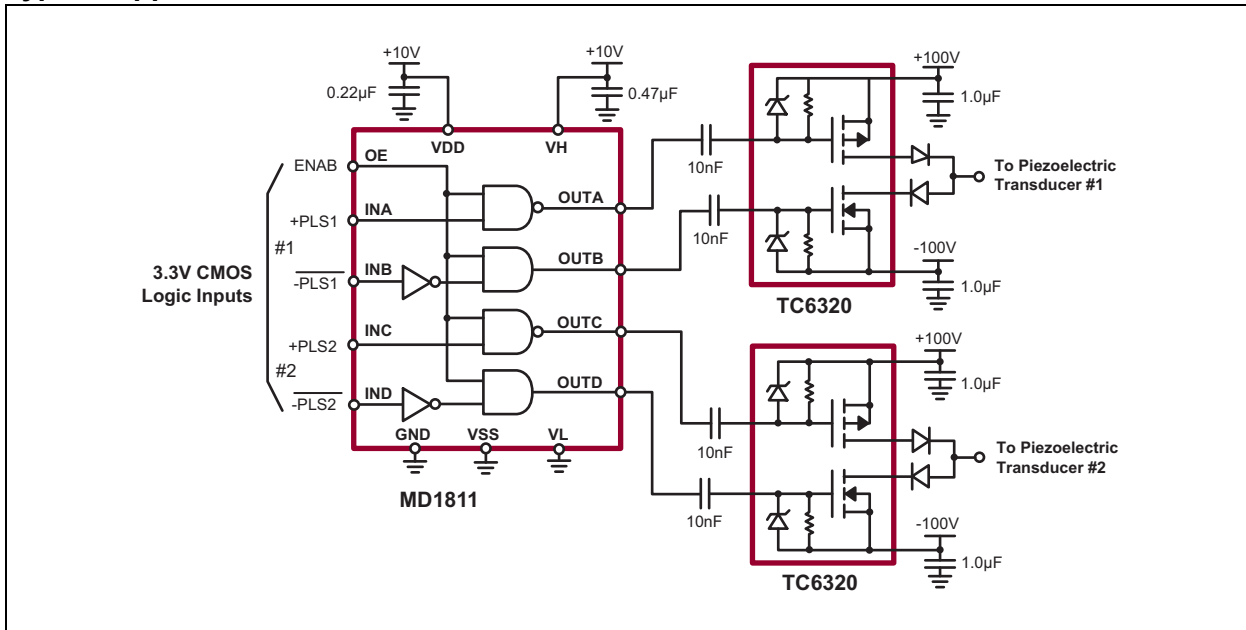 +10V
+10V
0.22µF
0.47µF
VDD
VH
ENAB
OE
OUTA
+PLS1
INA
#1
-PLS1
INB
OUTB
3.3V CMOS
Logic Inputs
INC
OUTC
+PLS2
#2
IND
OUTD
-PLS2
GND
VSS
VL
MD1811
10nF
10nF
+100V
1.0µF
To Piezoelectric
Transducer #1
-100V
1.0µF
TC6320
10nF
10nF
+100V
1.0µF
To Piezoelectric
Transducer #2
-100V
1.0µF
TC6320